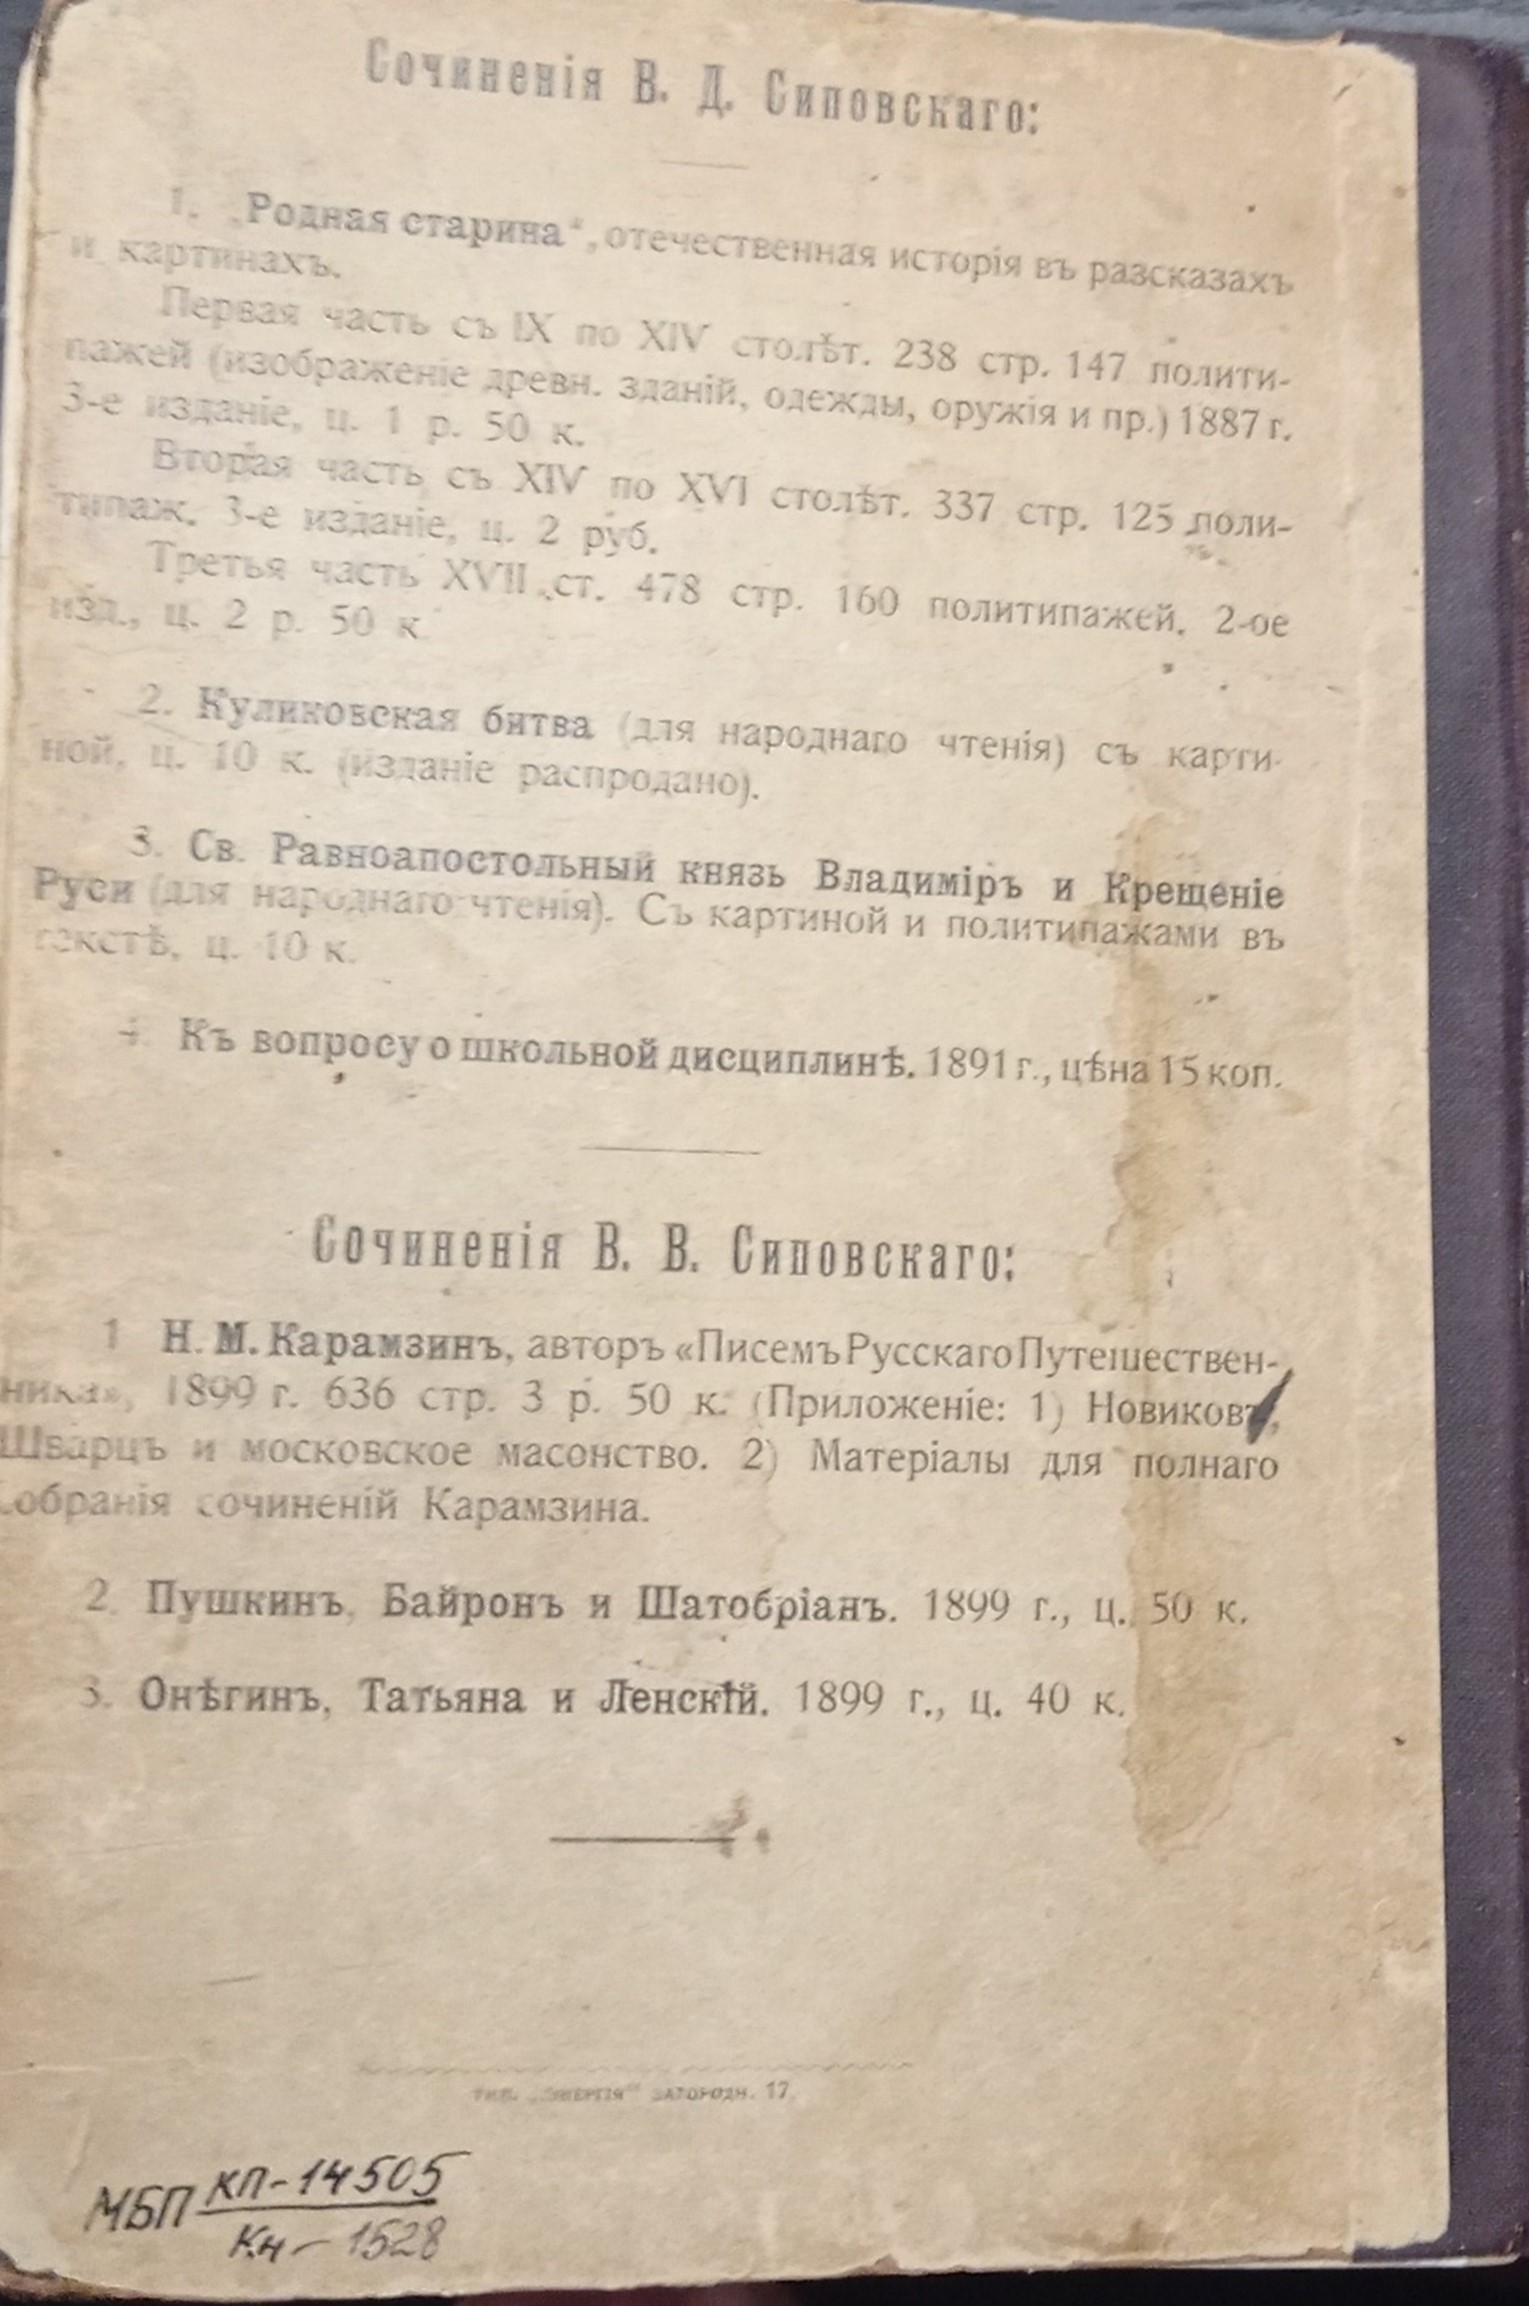 Сочиненія В. Д. Сиповскаго:
1. „Родная старина“, отечественная исторія въ разсказахъ
и картинахъ.
Первая часть съ IX по XIV столѣт. 238 стр. 147 полити-
пажей (изображеніе древн. зданій, одежды, оружія и пр.) 1887 г.
3-е изданіе, ц. 1 р. 50 к.
Вторая часть съ XIV по XVI столѣт. 337 стр. 125 поли-
типаж. 3-е изданіе, ц. 2 руб.
Третья часть XVII ст. 478 стр. 160 политипажей. 2-ое
изд., ц. 2 р. 50 к
2. Куликовская битва (для народнаго чтенія) съ карти-
ной, ц. 10 к. (изданіе распродано).
3. Св. Равноапостольный князь Владиміръ и Крещеніе
Руси (для народнаго чтенія). Съ картиной и политипажами въ
текстѣ, ц. 10 к.
4 Къ вопросу о школьной дисциплинѣ. 1891 г., цѣна 15 коп.
Сочиненія В. В. Сиповскаго:
1 Н. М. Карамзинъ, авторъ «Писемъ Русскаго Путешествен-
ника», 1899 г. 636 стр. 3 р. 50 к. (Приложеніе: 1) Новиковъ,
Шварцъ и московское масонство. 2) Матеріалы для полнаго
собранія сочиненій Карамзина.
2. Пушкинъ, Байронъ и Шатобріанъ. 1899 г., ц. 50 к.
3. Онѣгинъ, Татьяна и Ленскій. 1899 г., ц. 40 к.
тип. „Энергія“ Загородн. 17.
МБП КП-14505
Кн-1528